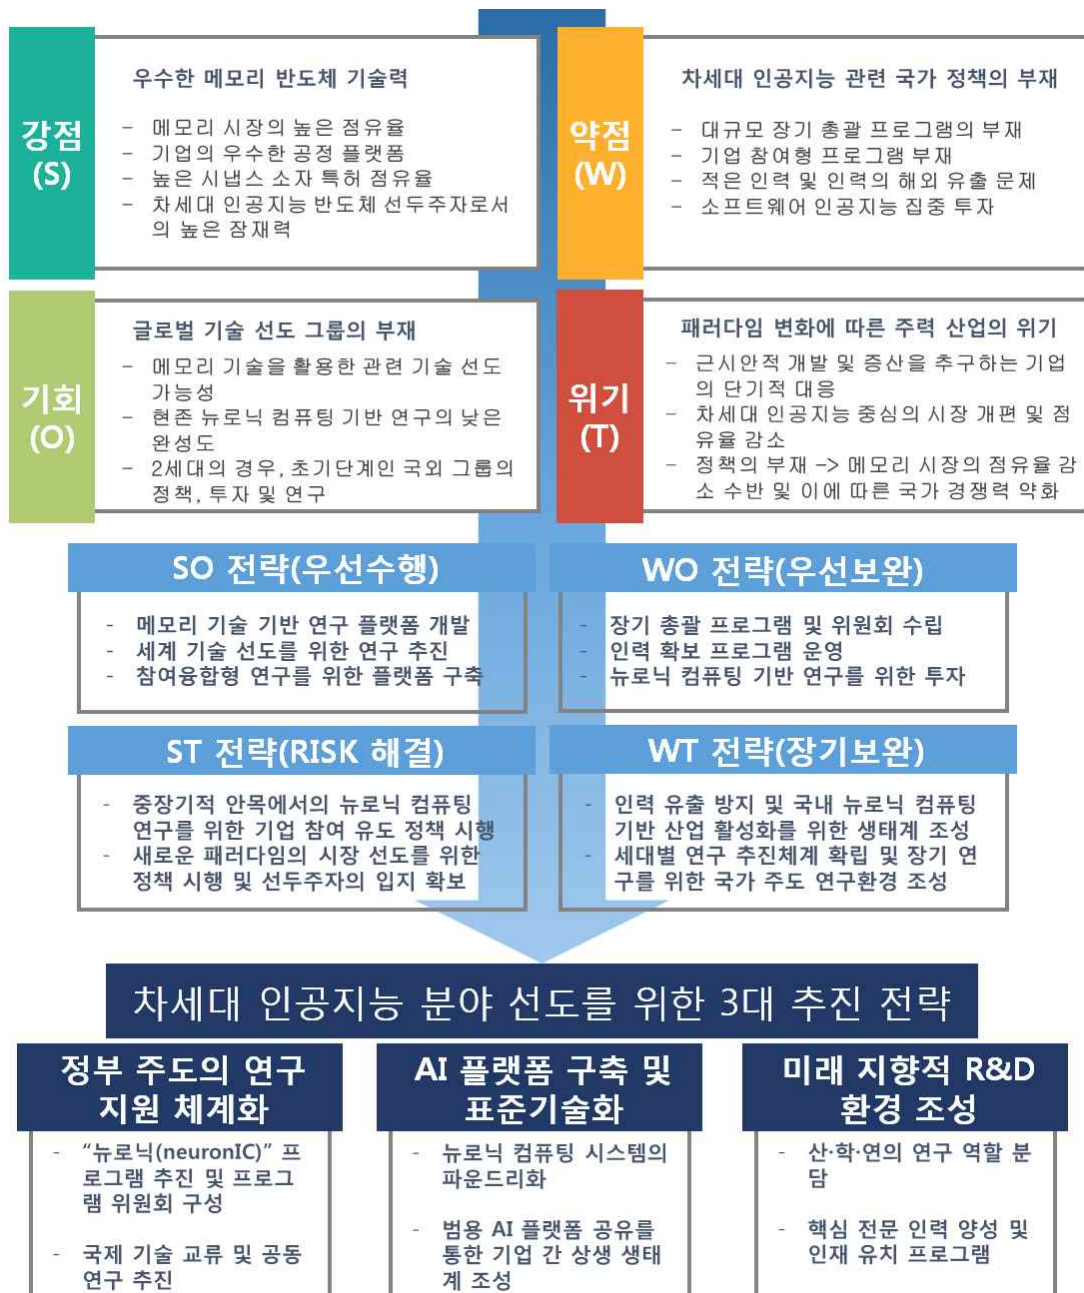 강점
(S)
우수한 메모리 반도체 기술력
– 메모리 시장의 높은 점유율
– 기업의 우수한 공정 플랫폼
– 높은 시냅스 소자 특허 점유율
– 차세대 인공지능 반도체 선두주자로서
의 높은 잠재력
약점
(W)
차세대 인공지능 관련 국가 정책의 부재
– 대규모 장기 총괄 프로그램의 부재
– 기업 참여형 프로그램 부재
– 적은 인력 및 인력의 해외 유출 문제
– 소프트웨어 인공지능 집중 투자
기회
(O)
글로벌 기술 선도 그룹의 부재
– 메모리 기술을 활용한 관련 기술 선도
가능성
– 현존 뉴로닉 컴퓨팅 기반 연구의 낮은
완성도
– 2세대의 경우, 초기단계인 국외 그룹의
정책, 투자 및 연구
위기
(T)
패러다임 변화에 따른 주력 산업의 위기
– 근시안적 개발 및 증산을 추구하는 기업
의 단기적 대응
– 차세대 인공지능 중심의 시장 개편 및 점
유율 감소
– 정책의 부재 –> 메모리 시장의 점유율 감
소 수반 및 이에 따른 국가 경쟁력 약화
SO 전략(우선수행)
- 메모리 기술 기반 연구 플랫폼 개발
- 세계 기술 선도를 위한 연구 추진
- 참여융합형 연구를 위한 플랫폼 구축
WO 전략(우선보완)
- 장기 총괄 프로그램 및 위원회 수립
- 인력 확보 프로그램 운영
- 뉴로닉 컴퓨팅 기반 연구를 위한 투자
ST 전략(RISK 해결)
- 중장기적 안목에서의 뉴로닉 컴퓨팅
연구를 위한 기업 참여 유도 정책 시행
- 새로운 패러다임의 시장 선도를 위한
정책 시행 및 선두주자의 입지 확보
WT 전략(장기보완)
- 인력 유출 방지 및 국내 뉴로닉 컴퓨팅
기반 산업 활성화를 위한 생태계 조성
- 세대별 연구 추진체계 확립 및 장기 연
구를 위한 국가 주도 연구환경 조성
차세대 인공지능 분야 선도를 위한 3대 추진 전략
정부 주도의 연구
지원 체계화
- “뉴로닉(neuronIC)” 프
로그램 추진 및 프로그
램 위원회 구성
- 국제 기술 교류 및 공동
연구 추진
AI 플랫폼 구축 및
표준기술화
- 뉴로닉 컴퓨팅 시스템의
파운드리화
- 범용 AI 플랫폼 공유를
통한 기업 간 상생 생태
계 조성
미래 지향적 R&D
환경 조성
- 산·학·연의 연구 역할 분
담
- 핵심 전문 인력 양성 및
인재 유치 프로그램